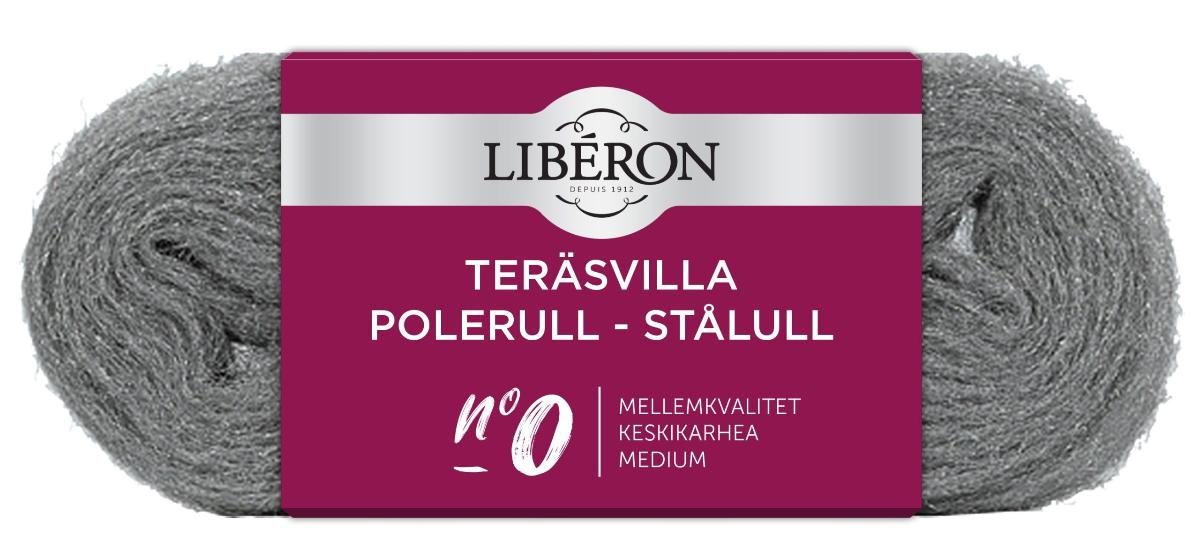 LIBÉRON
DEPUIS 1912
TERÄSVILLA
POLERULL - STÅLULL
nº0
MELLEMKVALITET
KESKIKARHEA
MEDIUM